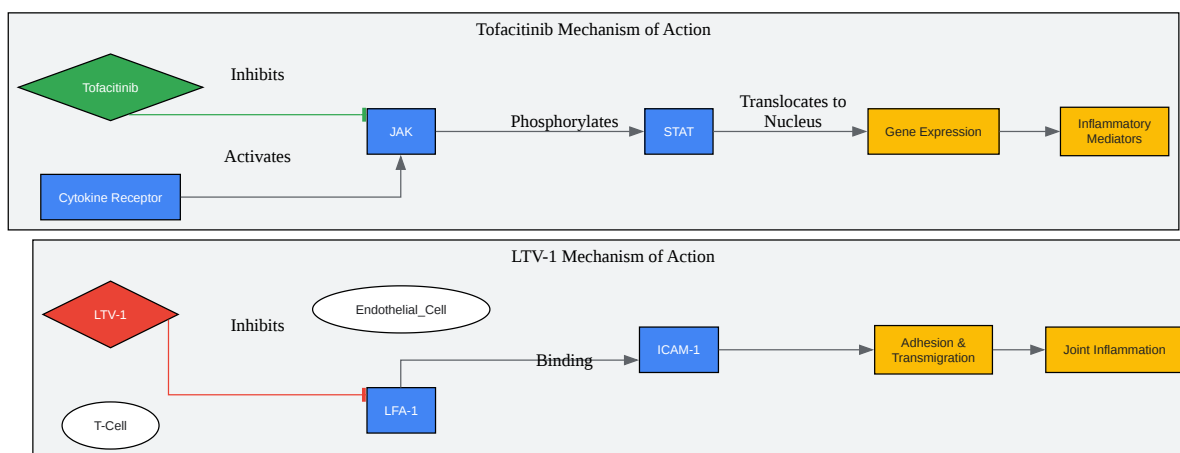 Tofacitinib Mechanism of Action
Tofacitinib
Inhibits
JAK
Phosphorylates
STAT
Translocates to
Nucleus
Gene Expression
Inflammatory
Mediators
Activates
Cytokine Receptor
LTV-1 Mechanism of Action
LTV-1
Inhibits
Endothelial_Cell
Binding
ICAM-1
Adhesion &
Transmigration
Joint Inflammation
LFA-1
T-Cell